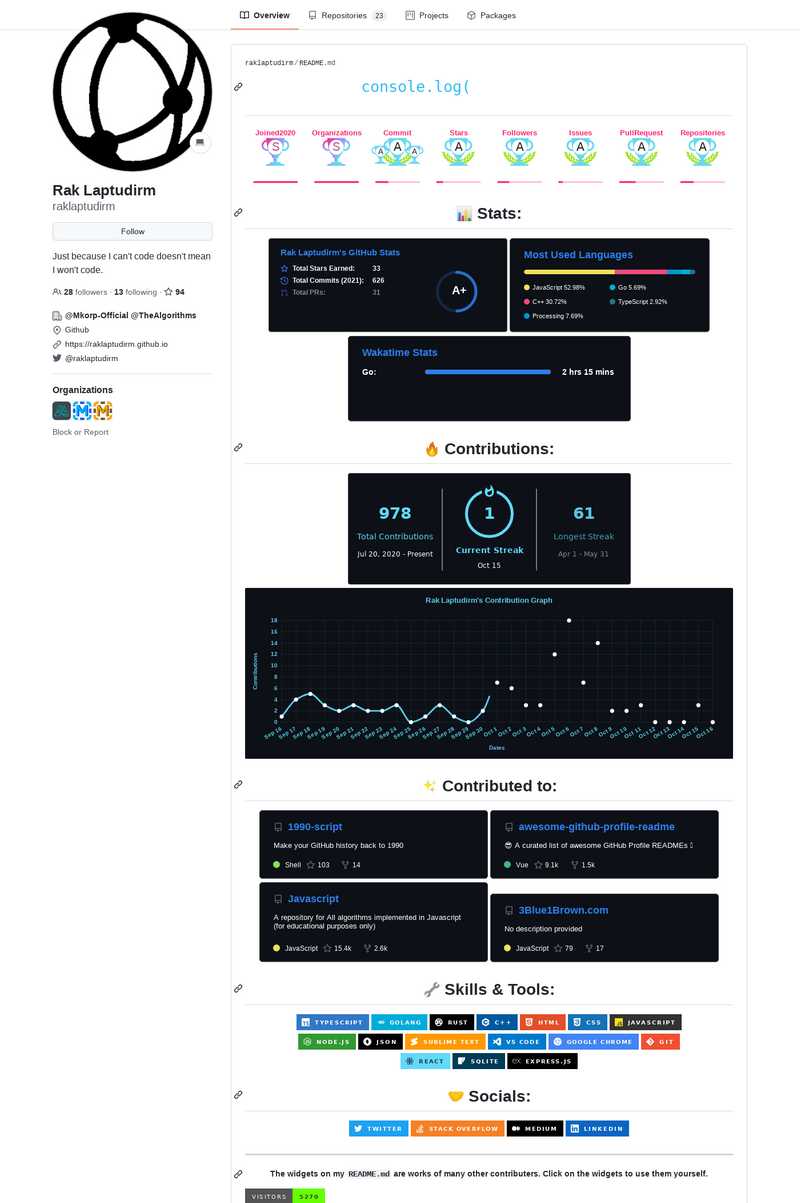 Overview
Repositories 23
Projects
Packages
Rak Laptudirm
raklaptudirm
Follow
Just because I can't code doesn't mean
I won't code.
28 followers · 13 following · 94
@Mkorp-Official @TheAlgorithms
Github
https://raklaptudirm.github.io
@raklaptudirm
Organizations
Block or Report
raklaptudirm/README.md
console.log(
Joined2020 Organizations Commit Stars Followers Issues PullRequest Repositories
S S A A A A A A A A
Stats:
Rak Laptudirm's GitHub Stats
Total Stars Earned: 33
Total Commits (2021): 626
Total PRs: 31
A+
Most Used Languages
JavaScript 52.98%
Go 5.69%
C++ 30.72%
TypeScript 2.92%
Processing 7.69%
Wakatime Stats
Go: 2 hrs 15 mins
Contributions:
978
Total Contributions
Jul 20, 2020 - Present
1
Current Streak
Oct 15
61
Longest Streak
Apr 1 - May 31
Rak Laptudirm's Contribution Graph
Contributions
18
16
14
12
10
8
6
4
2
0
Sep 16 Sep 17 Sep 18 Sep 19 Sep 20 Sep 21 Sep 22 Sep 23 Sep 24 Sep 25 Sep 26 Sep 27 Sep 28 Sep 29 Sep 30 Oct 1 Oct 2 Oct 3 Oct 4 Oct 5 Oct 6 Oct 7 Oct 8 Oct 9 Oct 10 Oct 11 Oct 12 Oct 13 Oct 14 Oct 15 Oct 16
Dates
Contributed to:
1990-script
Make your GitHub history back to 1990
Shell 103 14
awesome-github-profile-readme
😎 A curated list of awesome GitHub Profile READMEs
Vue 9.1k 1.5k
Javascript
A repository for All algorithms implemented in Javascript
(for educational purposes only)
JavaScript 15.4k 2.6k
3Blue1Brown.com
No description provided
JavaScript 79 17
Skills & Tools:
TYPESCRIPT GOLANG RUST C++ HTML CSS JAVASCRIPT
NODE.JS JSON SUBLIME TEXT VS CODE GOOGLE CHROME GIT
REACT SQLITE EXPRESS.JS
Socials:
TWITTER STACK OVERFLOW MEDIUM LINKEDIN
The widgets on my README.md are works of many other contributers. Click on the widgets to use them yourself.
VISITORS 5270